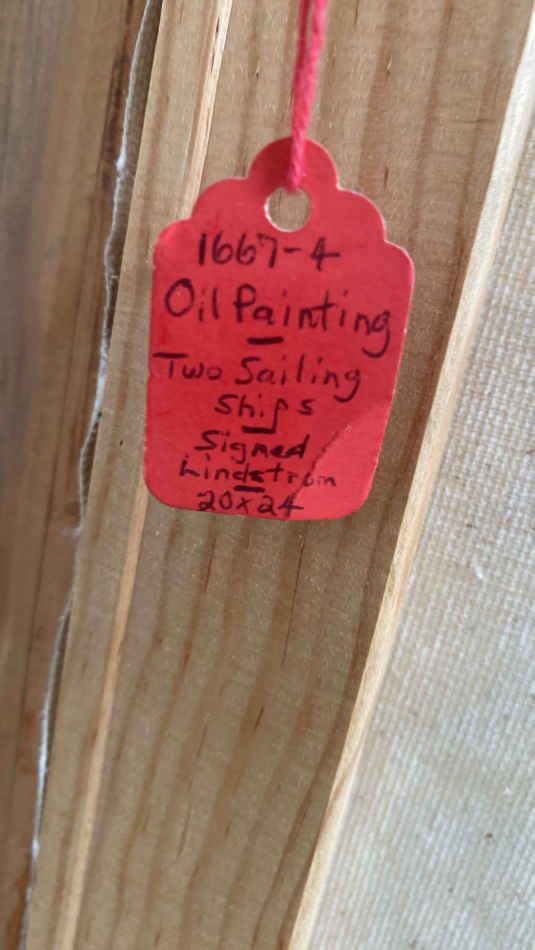 1667-4
Oil Painting
Two Sailing
Ships
Signed
Lindstrom
20x24